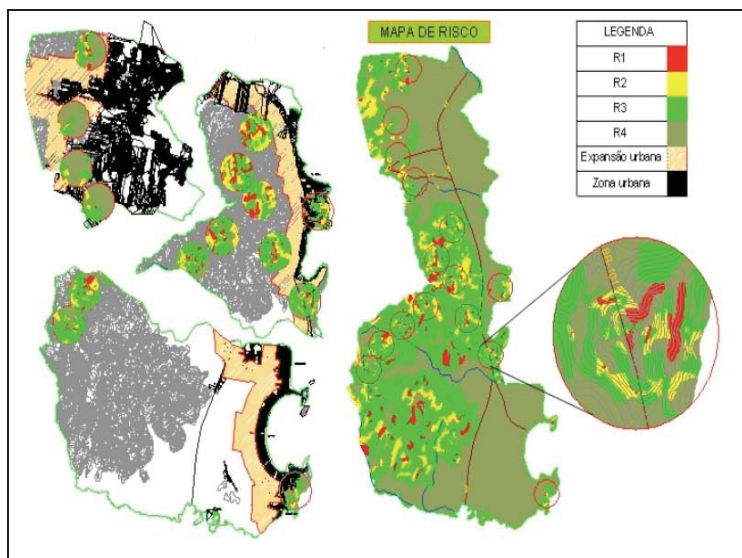 MAPA DE RISCO
LEGENDA
R1
R2
R3
R4
Expansão urbana
Zona urbana